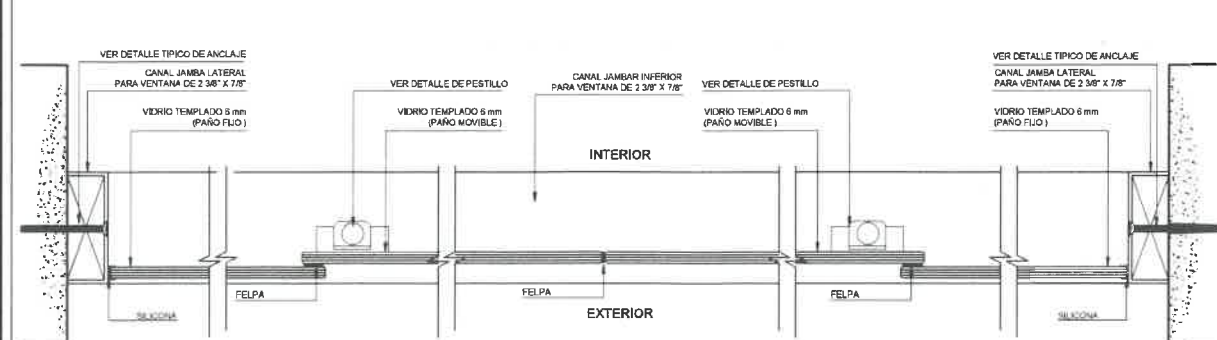 VER DETALLE TIPICO DE ANCLAJE
CANAL JAMBA LATERAL
PARA VENTANA DE 2 3/8" X 7/8"
VIDRIO TEMPLADO 6 mm
(PAÑO FIJO )
VER DETALLE DE PESTILLO
VIDRIO TEMPLADO 6 mm
(PAÑO MOVIBLE )
CANAL JAMBAR INFERIOR
PARA VENTANA DE 2 3/8" X 7/8"
VER DETALLE DE PESTILLO
VIDRIO TEMPLADO 6 mm
(PAÑO MOVIBLE )
VER DETALLE TIPICO DE ANCLAJE
CANAL JAMBA LATERAL
PARA VENTANA DE 2 3/8" X 7/8"
VIDRIO TEMPLADO 6 mm
(PAÑO FIJO )
INTERIOR
FELPA
FELPA
FELPA
SILICONA
EXTERIOR
SILICONA